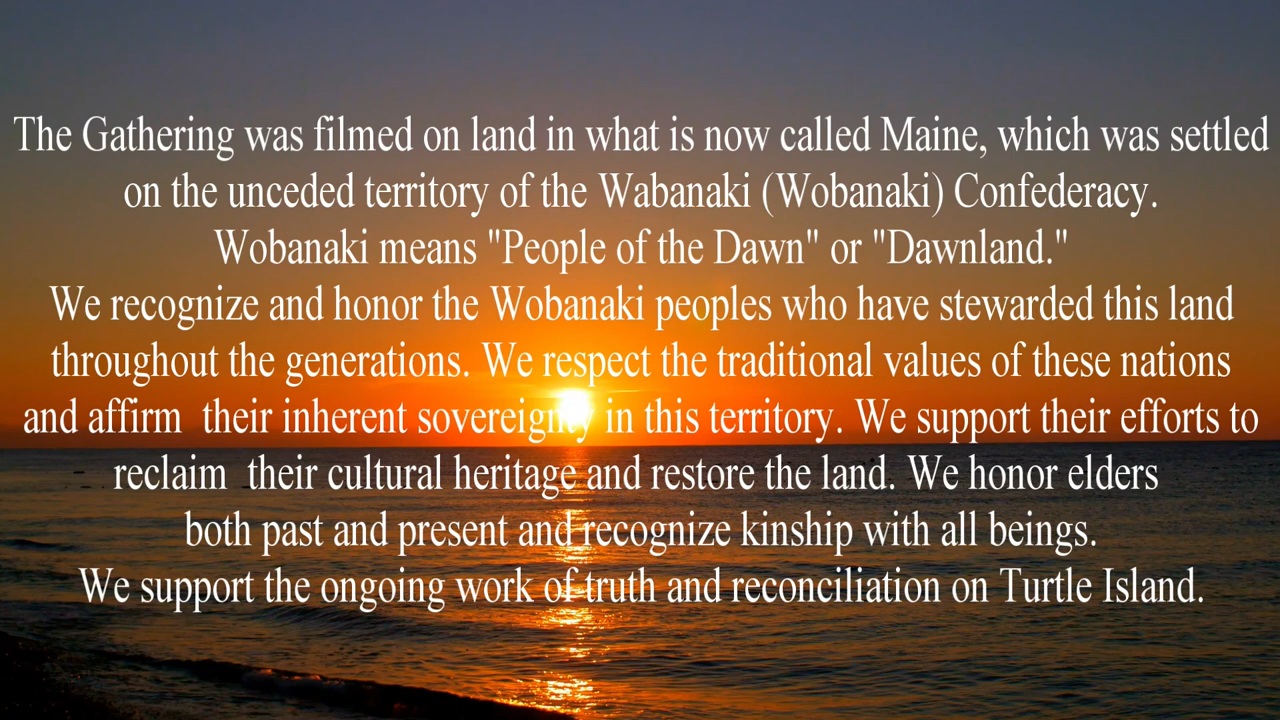 The Gathering was filmed on land in what is now called Maine, which was settled
on the unceded territory of the Wabanaki (Wobanaki) Confederacy.
Wobanaki means "People of the Dawn" or "Dawnland."
We recognize and honor the Wobanaki peoples who have stewarded this land
throughout the generations. We respect the traditional values of these nations
and affirm  their inherent sovereignty in this territory. We support their efforts to
reclaim  their cultural heritage and restore the land. We honor elders
both past and present and recognize kinship with all beings.
We support the ongoing work of truth and reconciliation on Turtle Island.